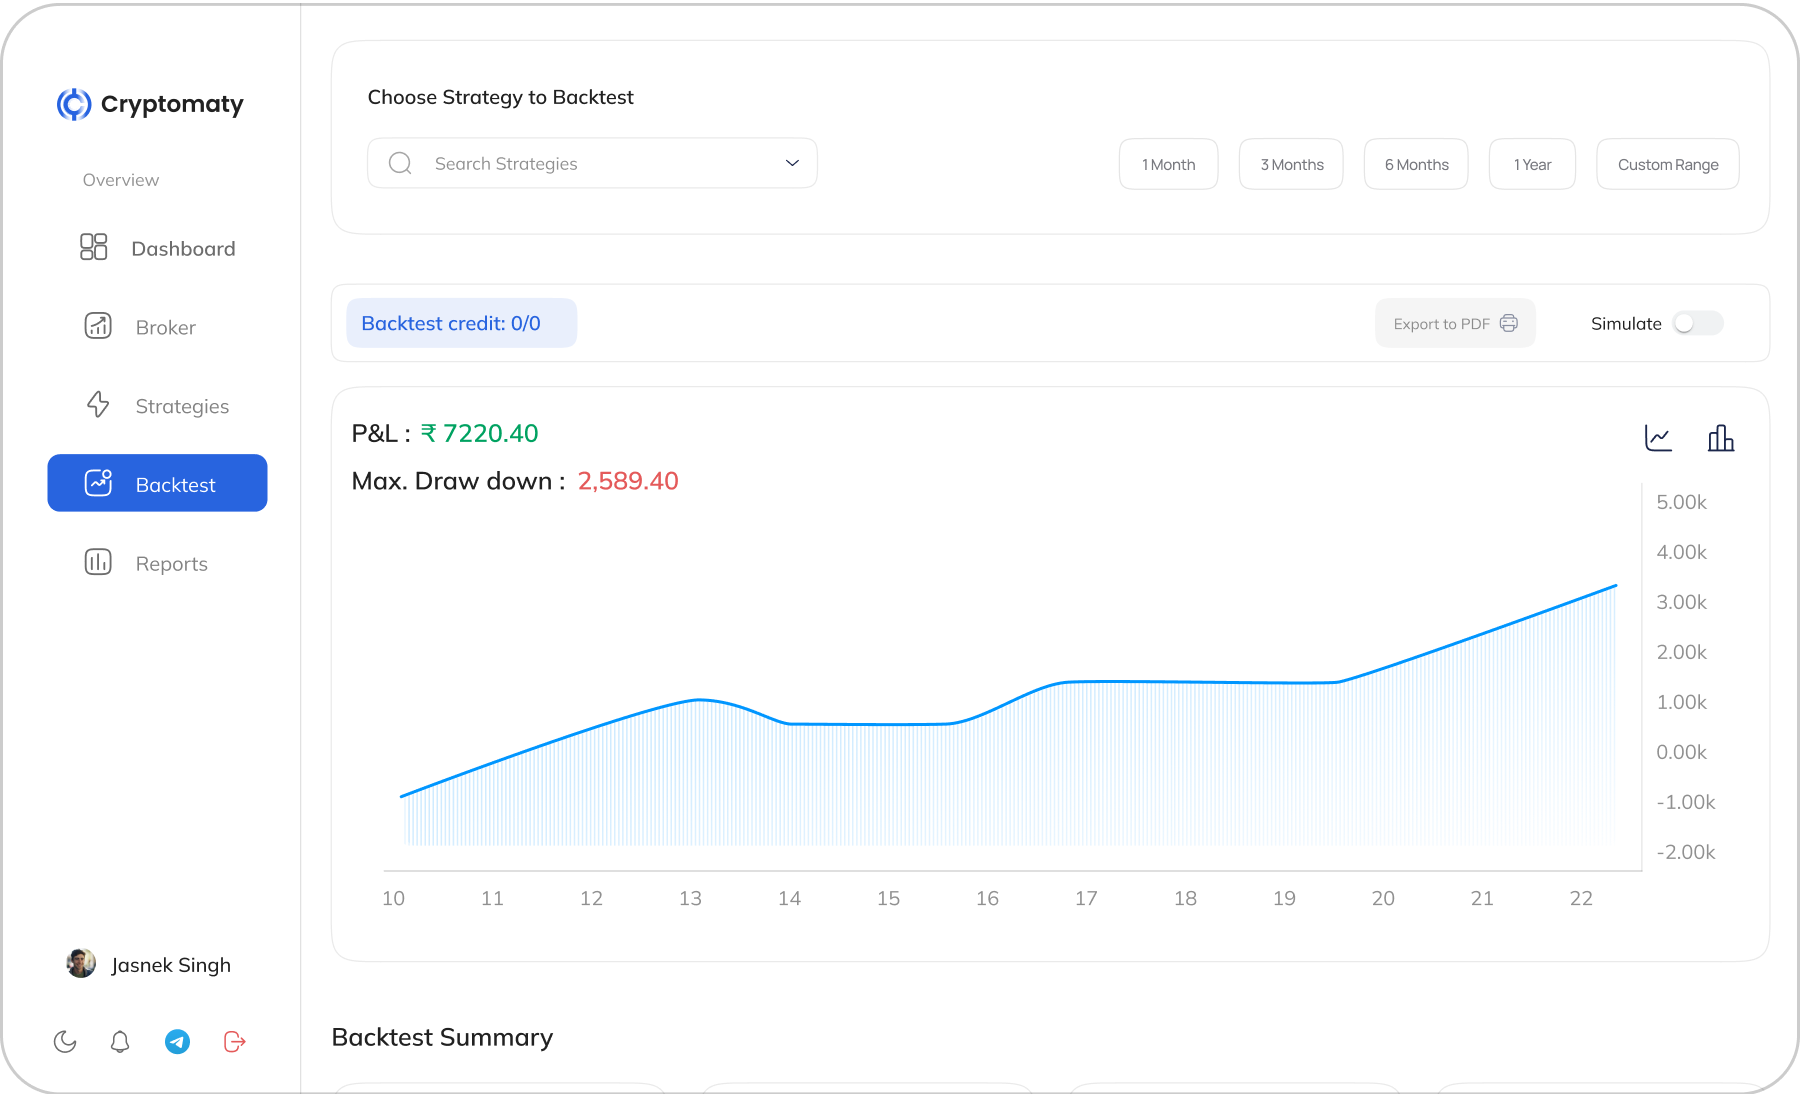 Cryptomaty
Overview
Dashboard
Broker
Strategies
Backtest
Reports
Jasnek Singh
Choose Strategy to Backtest
Search Strategies
1 Month
3 Months
6 Months
1 Year
Custom Range
Backtest credit: 0/0
Export to PDF
Simulate
P&L : ₹ 7220.40
Max. Draw down : 2,589.40
5.00k
4.00k
3.00k
2.00k
1.00k
0.00k
-1.00k
-2.00k
10 11 12 13 14 15 16 17 18 19 20 21 22
Backtest Summary